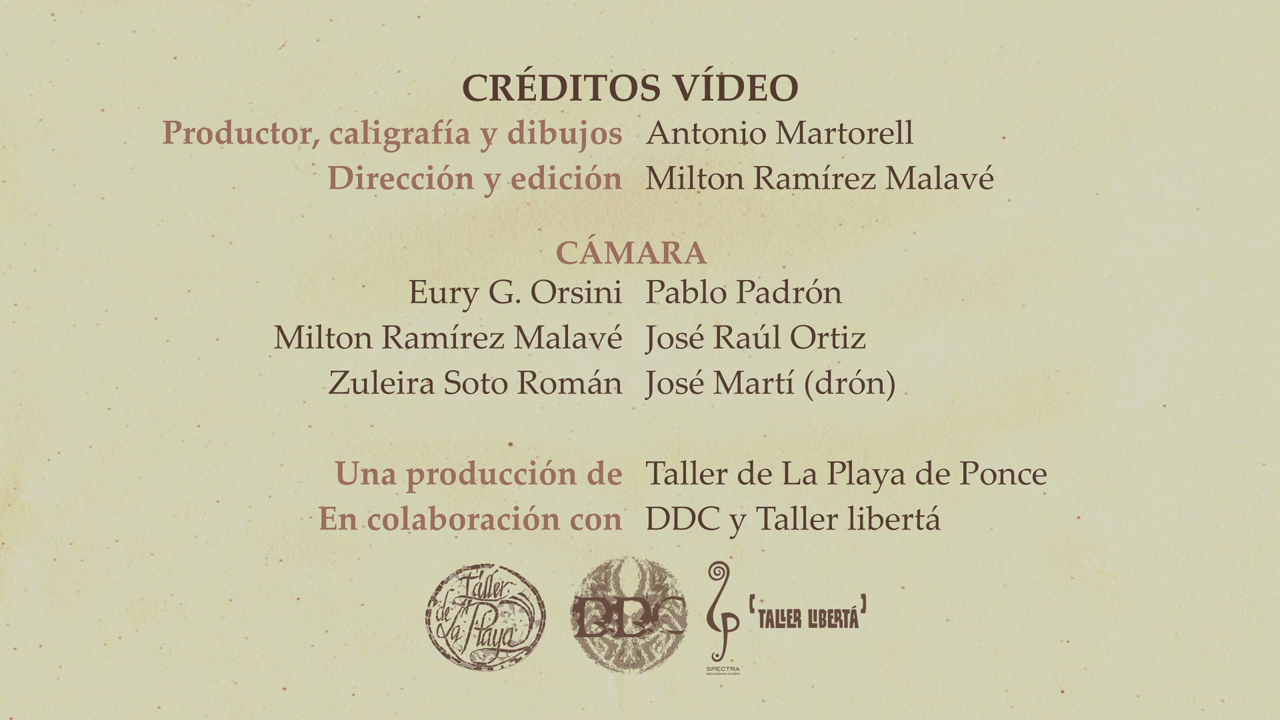 CRÉDITOS VÍDEO
Productor, caligrafía y dibujos Antonio Martorell
Dirección y edición Milton Ramírez Malavé
CÁMARA
Eury G. Orsini Pablo Padrón
Milton Ramírez Malavé José Raúl Ortiz
Zuleira Soto Román José Martí (drón)
Una producción de Taller de La Playa de Ponce
En colaboración con DDC y Taller libertá
Taller
de
La Playa
DDC
SPECTRA
RECORDING STUDIO
[TALLER LIBERTÁ]